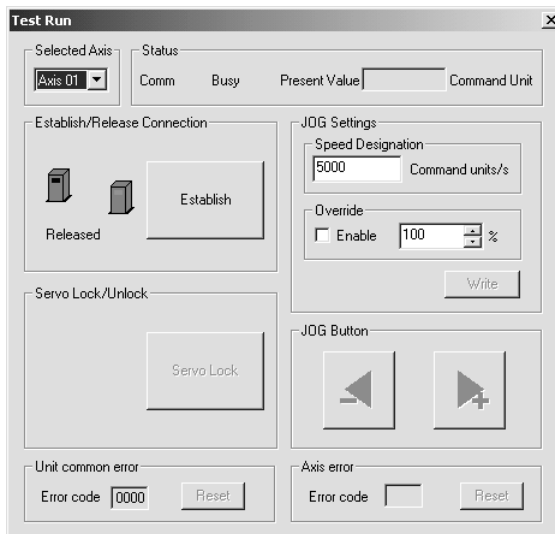 Test Run
Selected Axis
Axis 01
Status
Comm Busy Present Value Command Unit
Establish/Release Connection
Released
Establish
JOG Settings
Speed Designation
5000 Command units/s
Override
Enable 100 %
Write
Servo Lock/Unlock
Servo Lock
JOG Button
Unit common error
Error code 0000 Reset
Axis error
Error code Reset